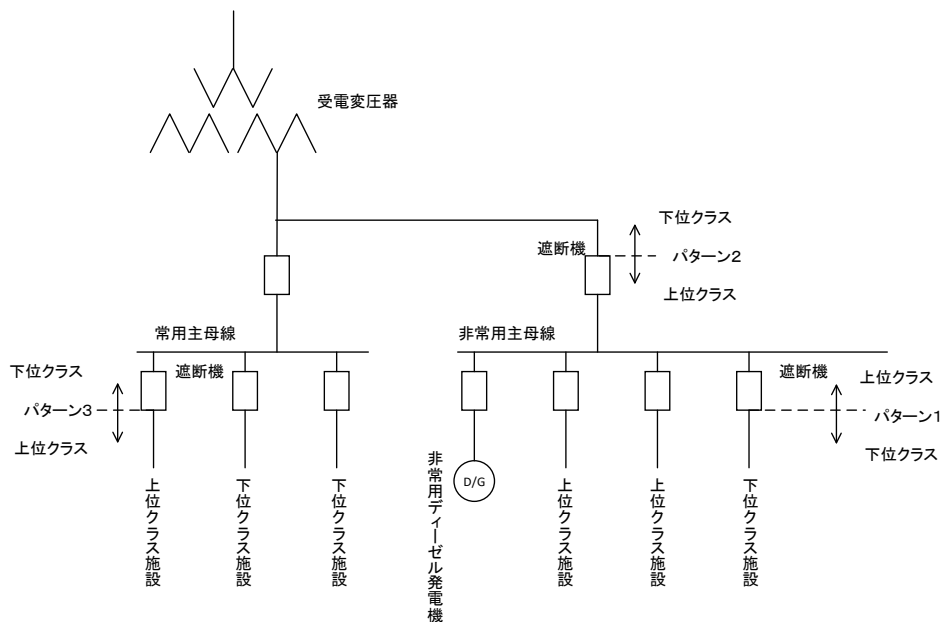 受電変圧器
下位クラス
遮断機
パターン2
上位クラス
常用主母線
非常用主母線
下位クラス
遮断機
パターン3
上位クラス
遮断機
上位クラス
パターン1
下位クラス
上位クラス施設
下位クラス施設
下位クラス施設
非常用ディーゼル発電機
D/G
上位クラス施設
上位クラス施設
下位クラス施設